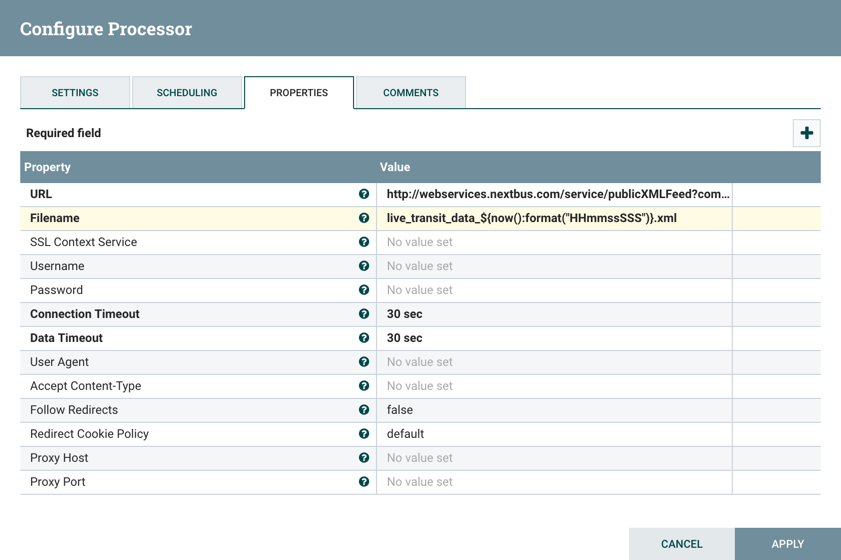 Configure Processor
SETTINGS SCHEDULING PROPERTIES COMMENTS
Required field
Property Value
URL http://webservices.nextbus.com/service/publicXMLFeed?com...
Filename live_transit_data_${now():format("HHmmssSSS")}.xml
SSL Context Service No value set
Username No value set
Password No value set
Connection Timeout 30 sec
Data Timeout 30 sec
User Agent No value set
Accept Content-Type No value set
Follow Redirects false
Redirect Cookie Policy default
Proxy Host No value set
Proxy Port No value set
CANCEL APPLY